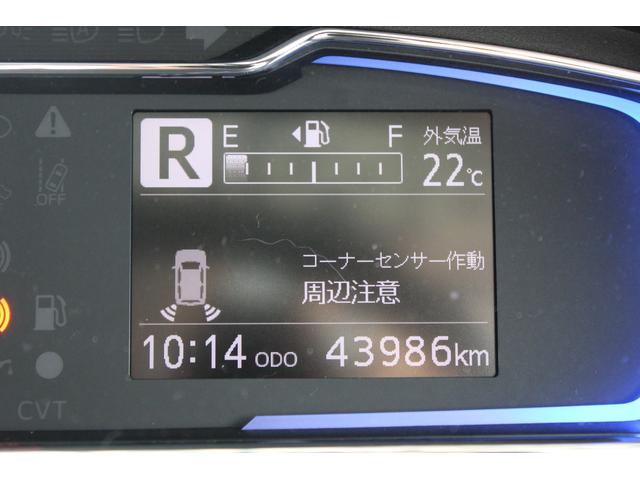 R E F 外気温
22℃
OFF
コーナーセンサー作動
周辺注意
10:14 ODO 43986km
CVT